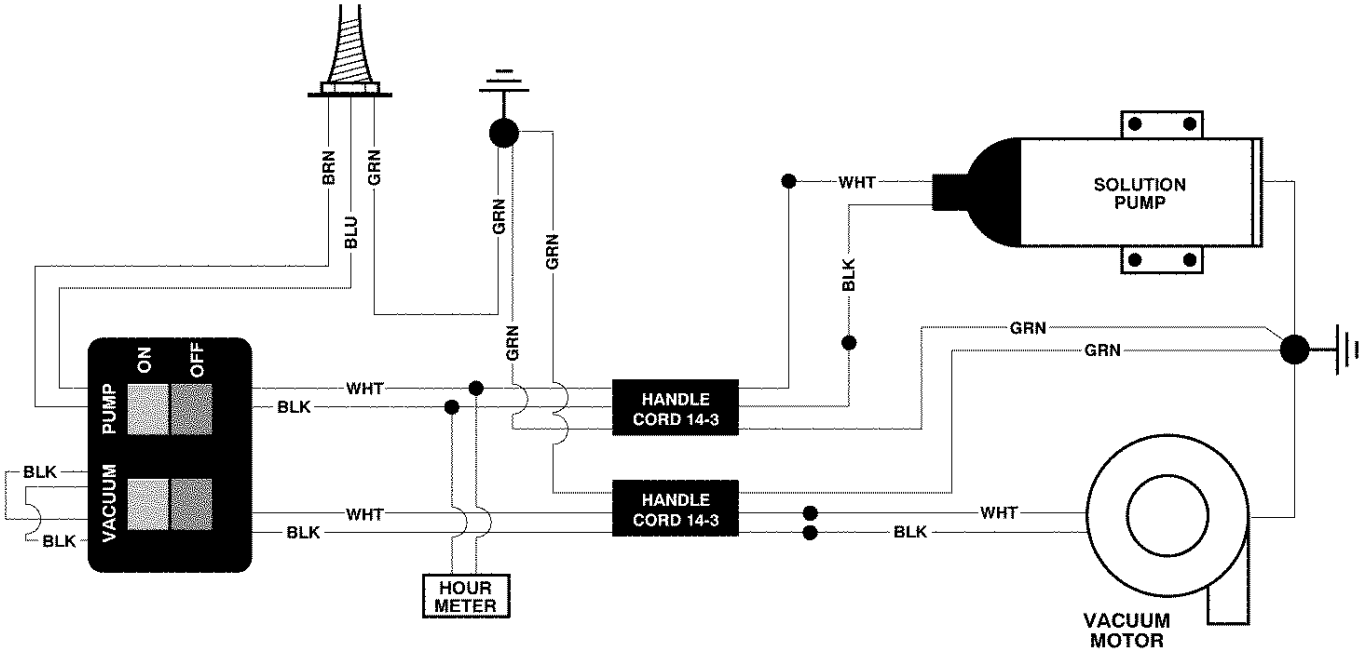 BRN
BLU
GRN
GRN
GRN
GRN
WHT
BLK
SOLUTION
PUMP
GRN
GRN
ON
OFF
PUMP
VACUUM
WHT
BLK
HANDLE
CORD 14-3
BLK
BLK
WHT
BLK
HANDLE
CORD 14-3
WHT
BLK
HOUR
METER
VACUUM
MOTOR